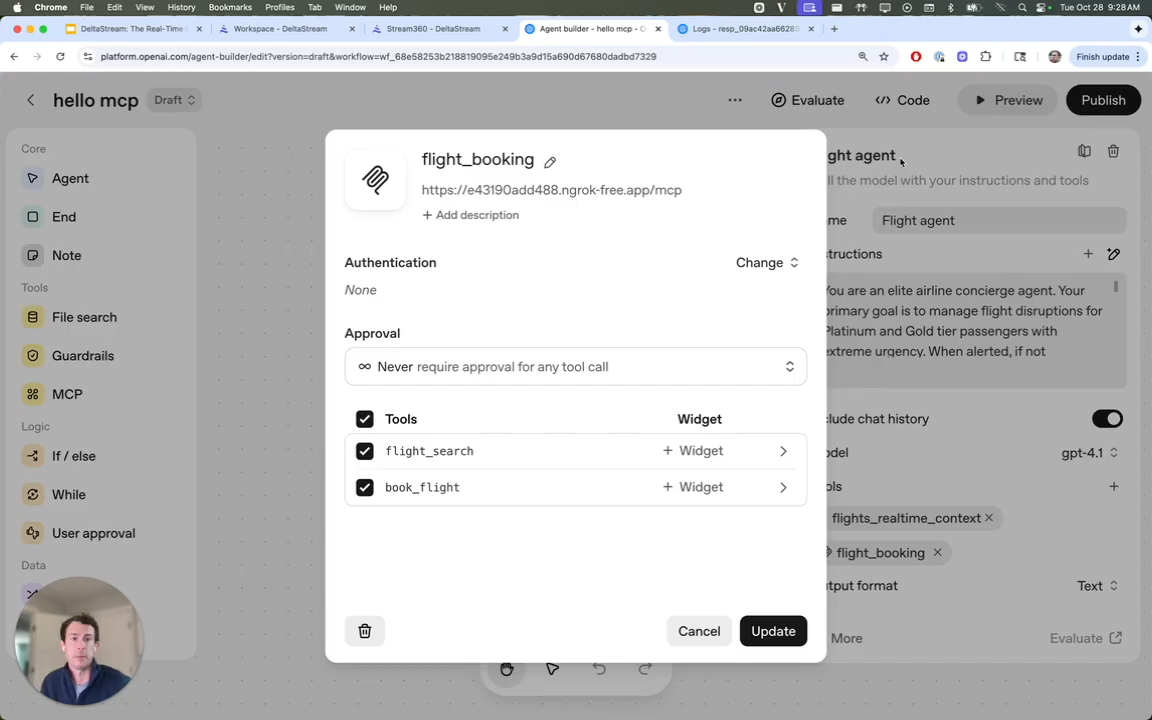 Chrome File Edit View History Bookmarks Profiles Tab Window Help Tue Oct 28 9:28 AM
DeltaStream: The Real-Time Workspace - DeltaStream Stream360 - DeltaStream Agent builder - hello mcp - O Logs - resp_09ac42aa66283
platform.openai.com/agent-builder/edit?version=draft&workflow=wf_68e58253b218819095e249b3a9d15a690d67680dadbd7329 Finish update
hello mcp Draft Evaluate Code Preview Publish
Core
Agent
End
Note
Tools
File search
Guardrails
MCP
Logic
If / else
While
User approval
Data
flight_booking
https://e43190add488.ngrok-free.app/mcp
+ Add description
Authentication Change
None
Approval
Never require approval for any tool call
Tools Widget
flight_search + Widget
book_flight + Widget
Cancel Update
ght agent
ll the model with your instructions and tools
me Flight agent
tructions
You are an elite airline concierge agent. Your
primary goal is to manage flight disruptions for
Platinum and Gold tier passengers with
extreme urgency. When alerted, if not
lude chat history
odel gpt-4.1
ols
flights_realtime_context
flight_booking
tput format Text
More Evaluate